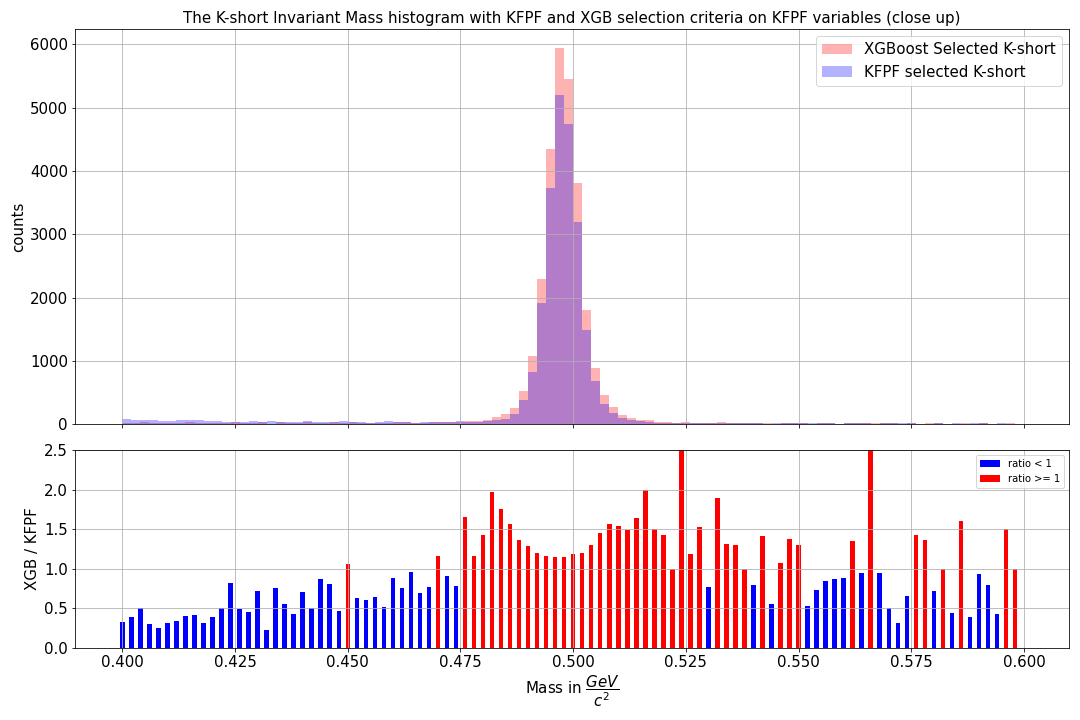 The K-short Invariant Mass histogram with KFPF and XGB selection criteria on KFPF variables (close up)
6000
5000
4000
3000
2000
1000
0
counts
XGBoost Selected K-short
KFPF selected K-short
2.5
2.0
1.5
1.0
0.5
0.0
XGB / KFPF
ratio < 1
ratio >= 1
0.400 0.425 0.450 0.475 0.500 0.525 0.550 0.575 0.600
Mass in GeV/c²